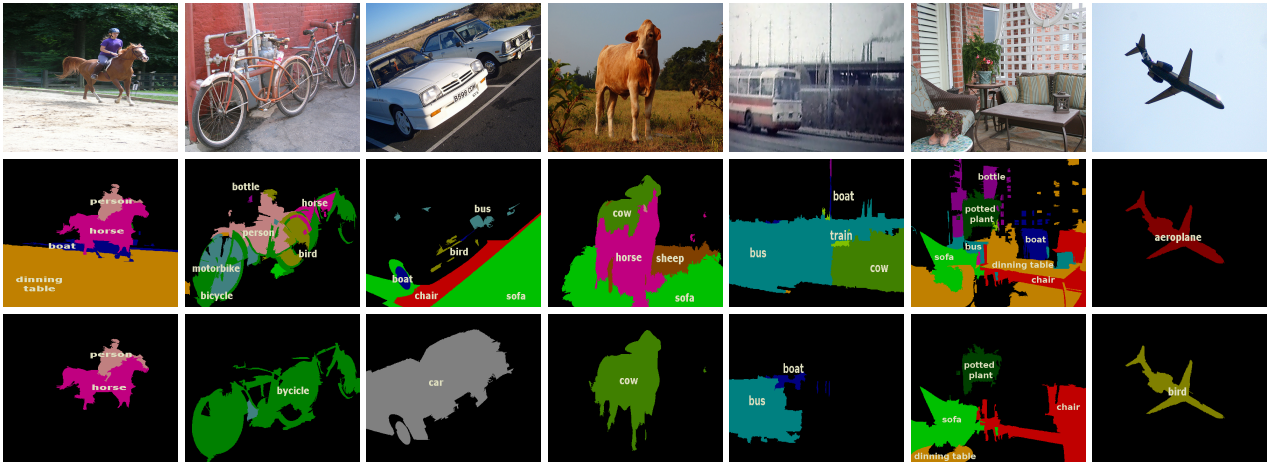 person
horse
boat
dinning
table
bottle
horse
person
bird
motorbike
bicycle
bus
bird
boat
chair
sofa
cow
horse
sheep
sofa
boat
train
bus
cow
bottle
potted
plant
bus
boat
sofa
dinning table
chair
aeroplane
person
horse
bycicle
car
cow
boat
bus
potted
plant
chair
sofa
dinning table
bird